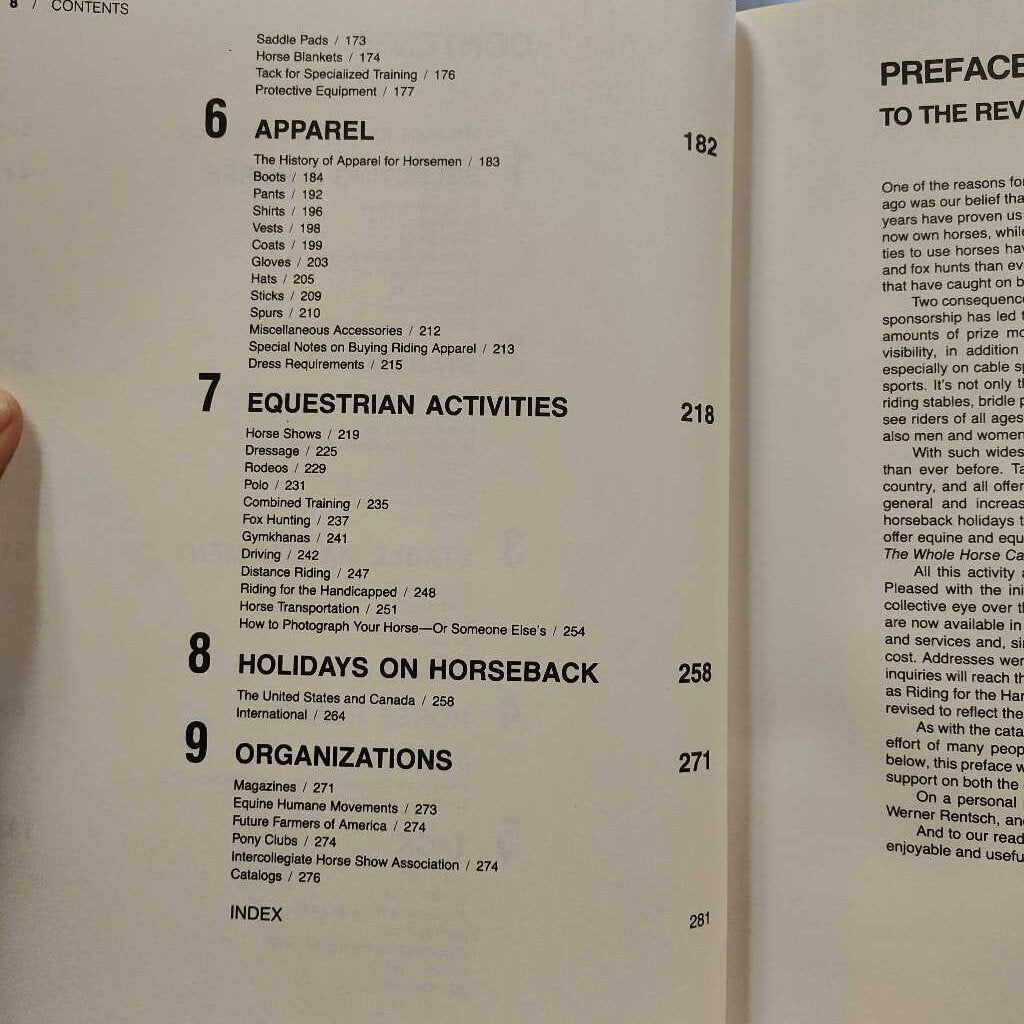 8 / CONTENTS
Saddle Pads / 173
Horse Blankets / 174
Tack for Specialized Training / 176
Protective Equipment / 177
6 APPAREL 182
The History of Apparel for Horsemen / 183
Boots / 184
Pants / 192
Shirts / 196
Vests / 198
Coats / 199
Gloves / 203
Hats / 205
Sticks / 209
Spurs / 210
Miscellaneous Accessories / 212
Special Notes on Buying Riding Apparel / 213
Dress Requirements / 215
7 EQUESTRIAN ACTIVITIES 218
Horse Shows / 219
Dressage / 225
Rodeos / 229
Polo / 231
Combined Training / 235
Fox Hunting / 237
Gymkhanas / 241
Driving / 242
Distance Riding / 247
Riding for the Handicapped / 248
Horse Transportation / 251
How to Photograph Your Horse—Or Someone Else's / 254
8 HOLIDAYS ON HORSEBACK 258
The United States and Canada / 258
International / 264
9 ORGANIZATIONS 271
Magazines / 271
Equine Humane Movements / 273
Future Farmers of America / 274
Pony Clubs / 274
Intercollegiate Horse Show Association / 274
Catalogs / 276
INDEX 281
PREFACE
TO THE REV
One of the reasons for
ago was our belief tha
years have proven us
now own horses, while
ties to use horses hav
and fox hunts than ev
that have caught on b
Two consequence
sponsorship has led t
amounts of prize mo
visibility, in addition
especially on cable sp
sports. It's not only th
riding stables, bridle p
see riders of all ages
also men and women
With such wides
than ever before. Ta
country, and all offer
general and increas
horseback holidays t
offer equine and equ
The Whole Horse Ca
All this activity a
Pleased with the ini
collective eye over th
are now available in
and services and, si
cost. Addresses wer
inquiries will reach th
as Riding for the Har
revised to reflect the
As with the cata
effort of many peop
below, this preface w
support on both the
On a personal
Werner Rentsch, an
And to our read
enjoyable and usefu